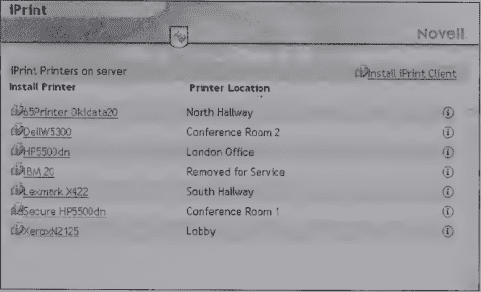 iPrint
Novell
iPrint Printers on server
Install iPrint Client
Install Printer Printer Location
65Printer Okidata20 North Hallway
DellW5300 Conference Room 2
HP5500dn London Office
IBM 20 Removed for Service
Lexmark X422 South Hallway
Secure HP5500dn Conference Room 1
XeroxN2125 Lobby